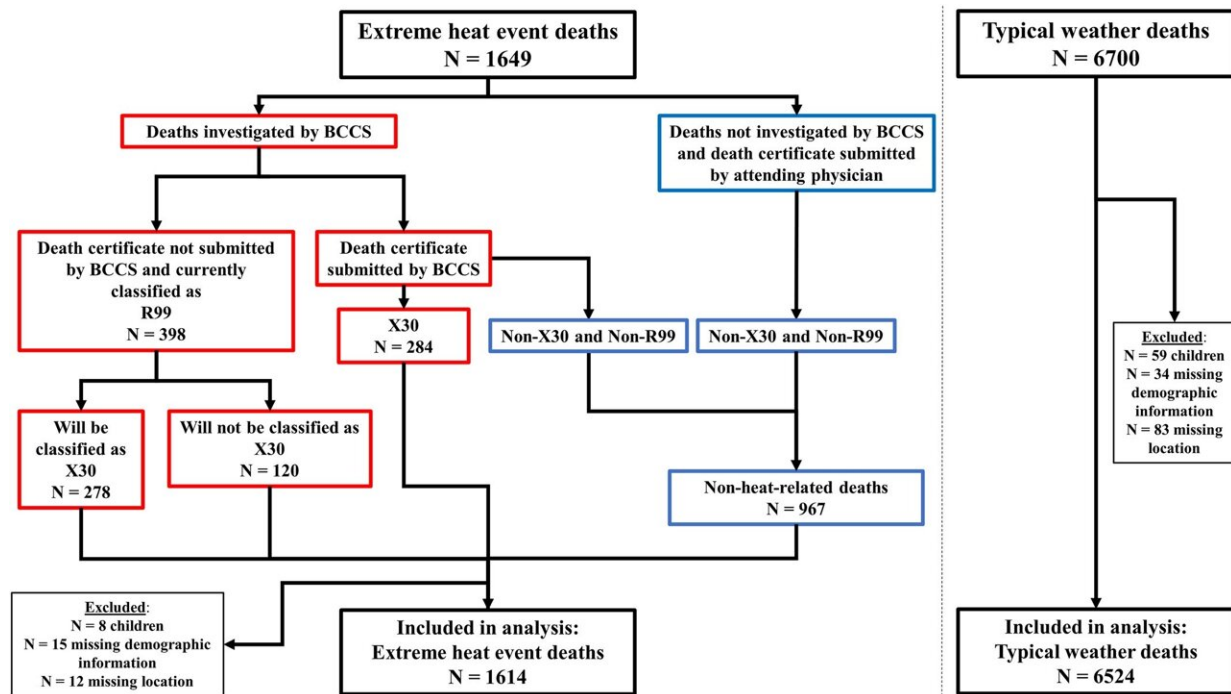 Extreme heat event deaths
N = 1649
Typical weather deaths
N = 6700
Deaths investigated by BCCS
Deaths not investigated by BCCS
and death certificate submitted
by attending physician
Death certificate not submitted
by BCCS and currently
classified as
R99
N = 398
Death certificate
submitted by BCCS
X30
N = 284
Non-X30 and Non-R99
Non-X30 and Non-R99
Excluded:
N = 59 children
N = 34 missing
demographic
information
N = 83 missing
location
Will be
classified as
X30
N = 278
Will not be classified as
X30
N = 120
Non-heat-related deaths
N = 967
Excluded:
N = 8 children
N = 15 missing demographic
information
N = 12 missing location
Included in analysis:
Extreme heat event deaths
N = 1614
Included in analysis:
Typical weather deaths
N = 6524